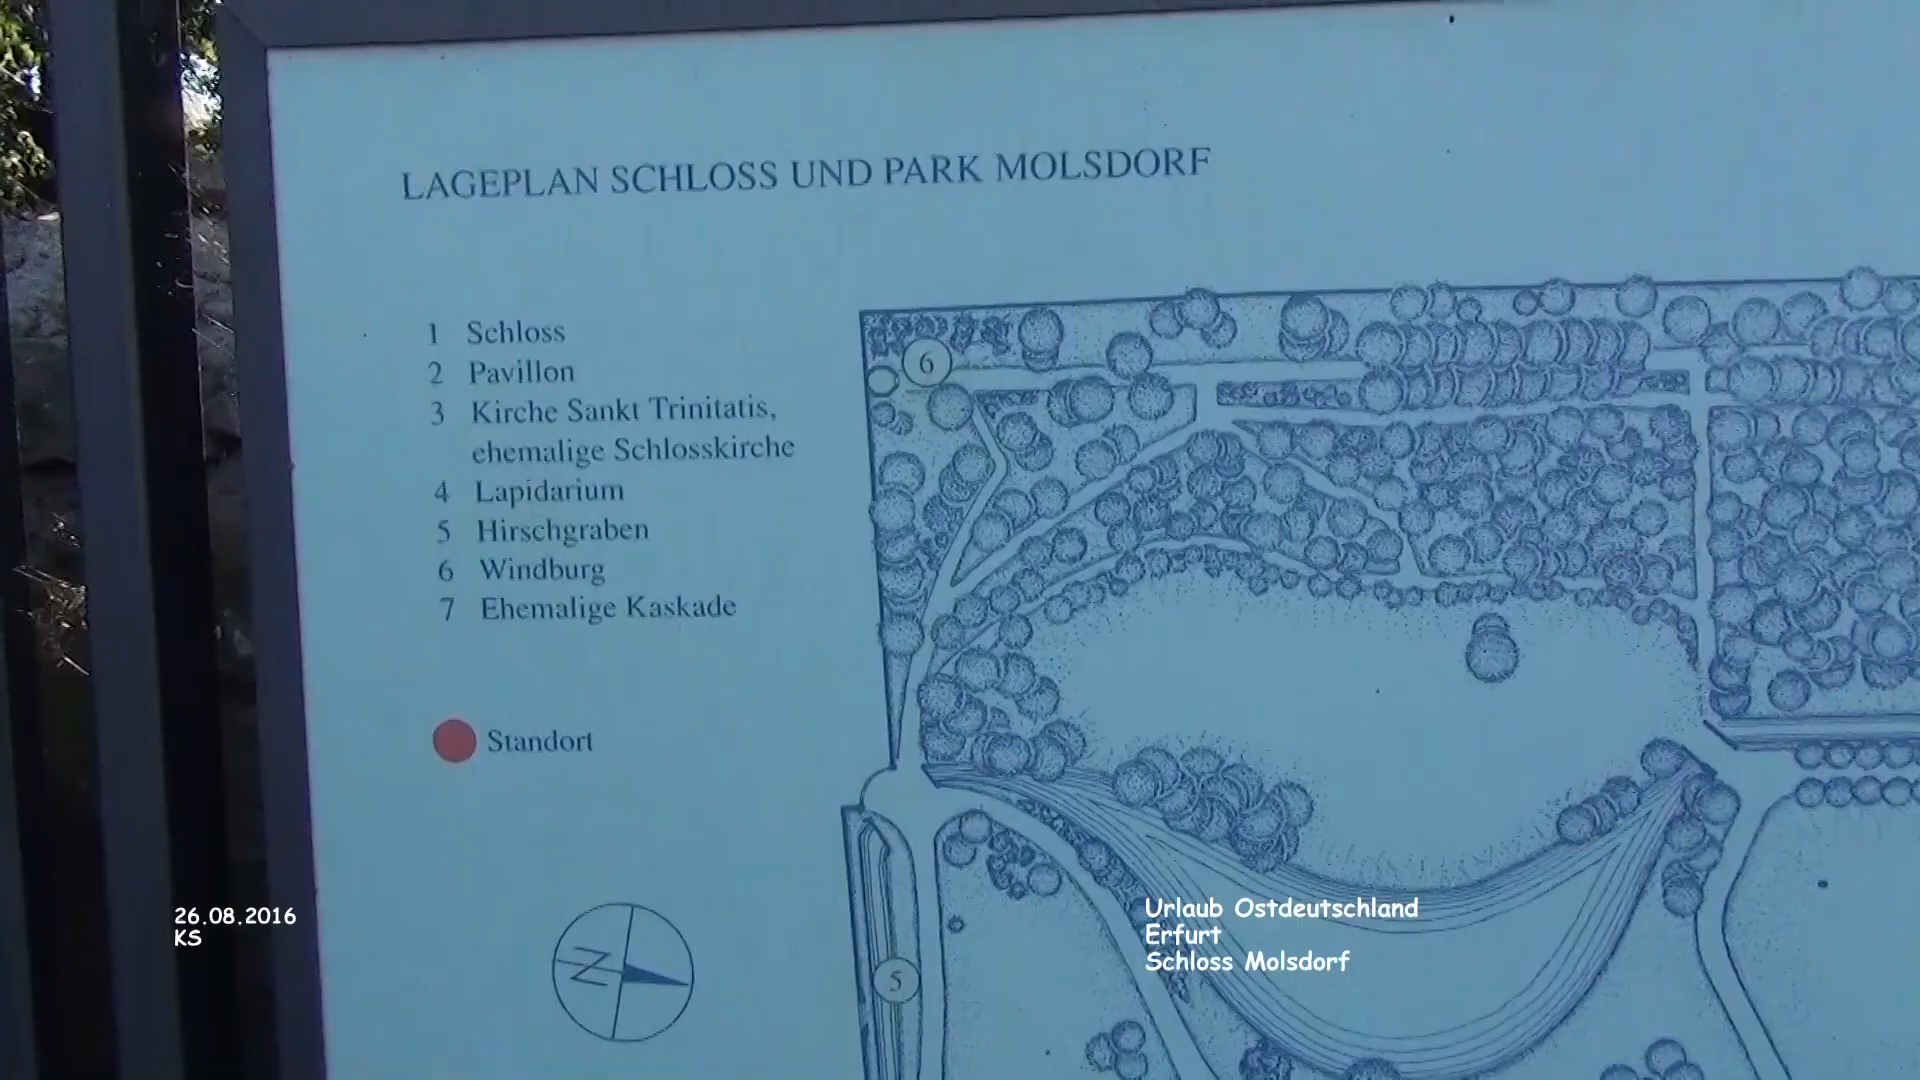 LAGEPLAN SCHLOSS UND PARK MOLSDORF
1 Schloss
2 Pavillon
3 Kirche Sankt Trinitatis,
ehemalige Schlosskirche
4 Lapidarium
5 Hirschgraben
6 Windburg
7 Ehemalige Kaskade
Standort
N
6
5
26.08.2016
KS
Urlaub Ostdeutschland
Erfurt
Schloss Molsdorf